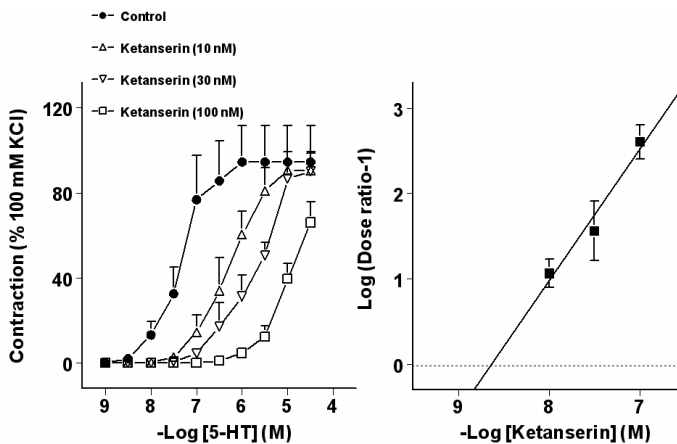 Control
Ketanserin (10 nM)
Ketanserin (30 nM)
Ketanserin (100 nM)
Contraction (% 100 mM KCl)
120
80
40
0
9 8 7 6 5 4
-Log [5-HT] (M)
Log (Dose ratio-1)
3
2
1
0
9 8 7
-Log [Ketanserin] (M)